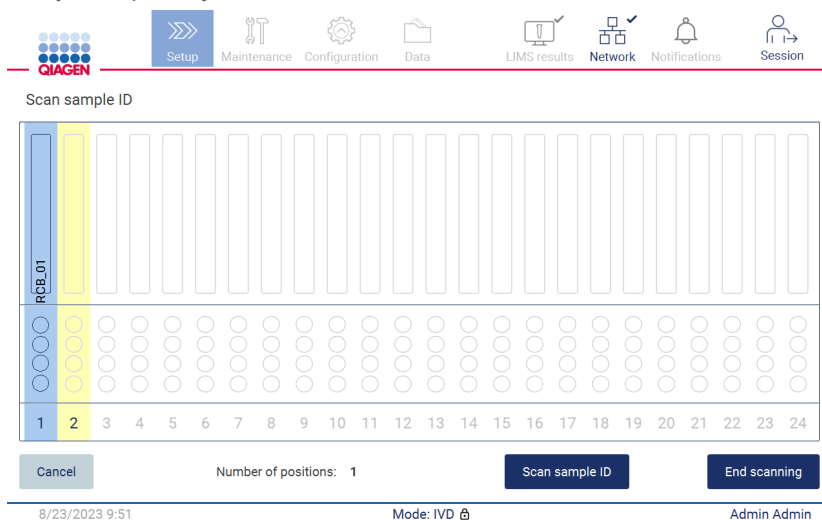 QIAGEN
Setup
Maintenance
Configuration
Data
LIMS results
Network
Notifications
Session
Scan sample ID
RCB_01
1 2 3 4 5 6 7 8 9 10 11 12 13 14 15 16 17 18 19 20 21 22 23 24
Cancel
Number of positions: 1
Scan sample ID
End scanning
8/23/2023 9:51
Mode: IVD
Admin Admin